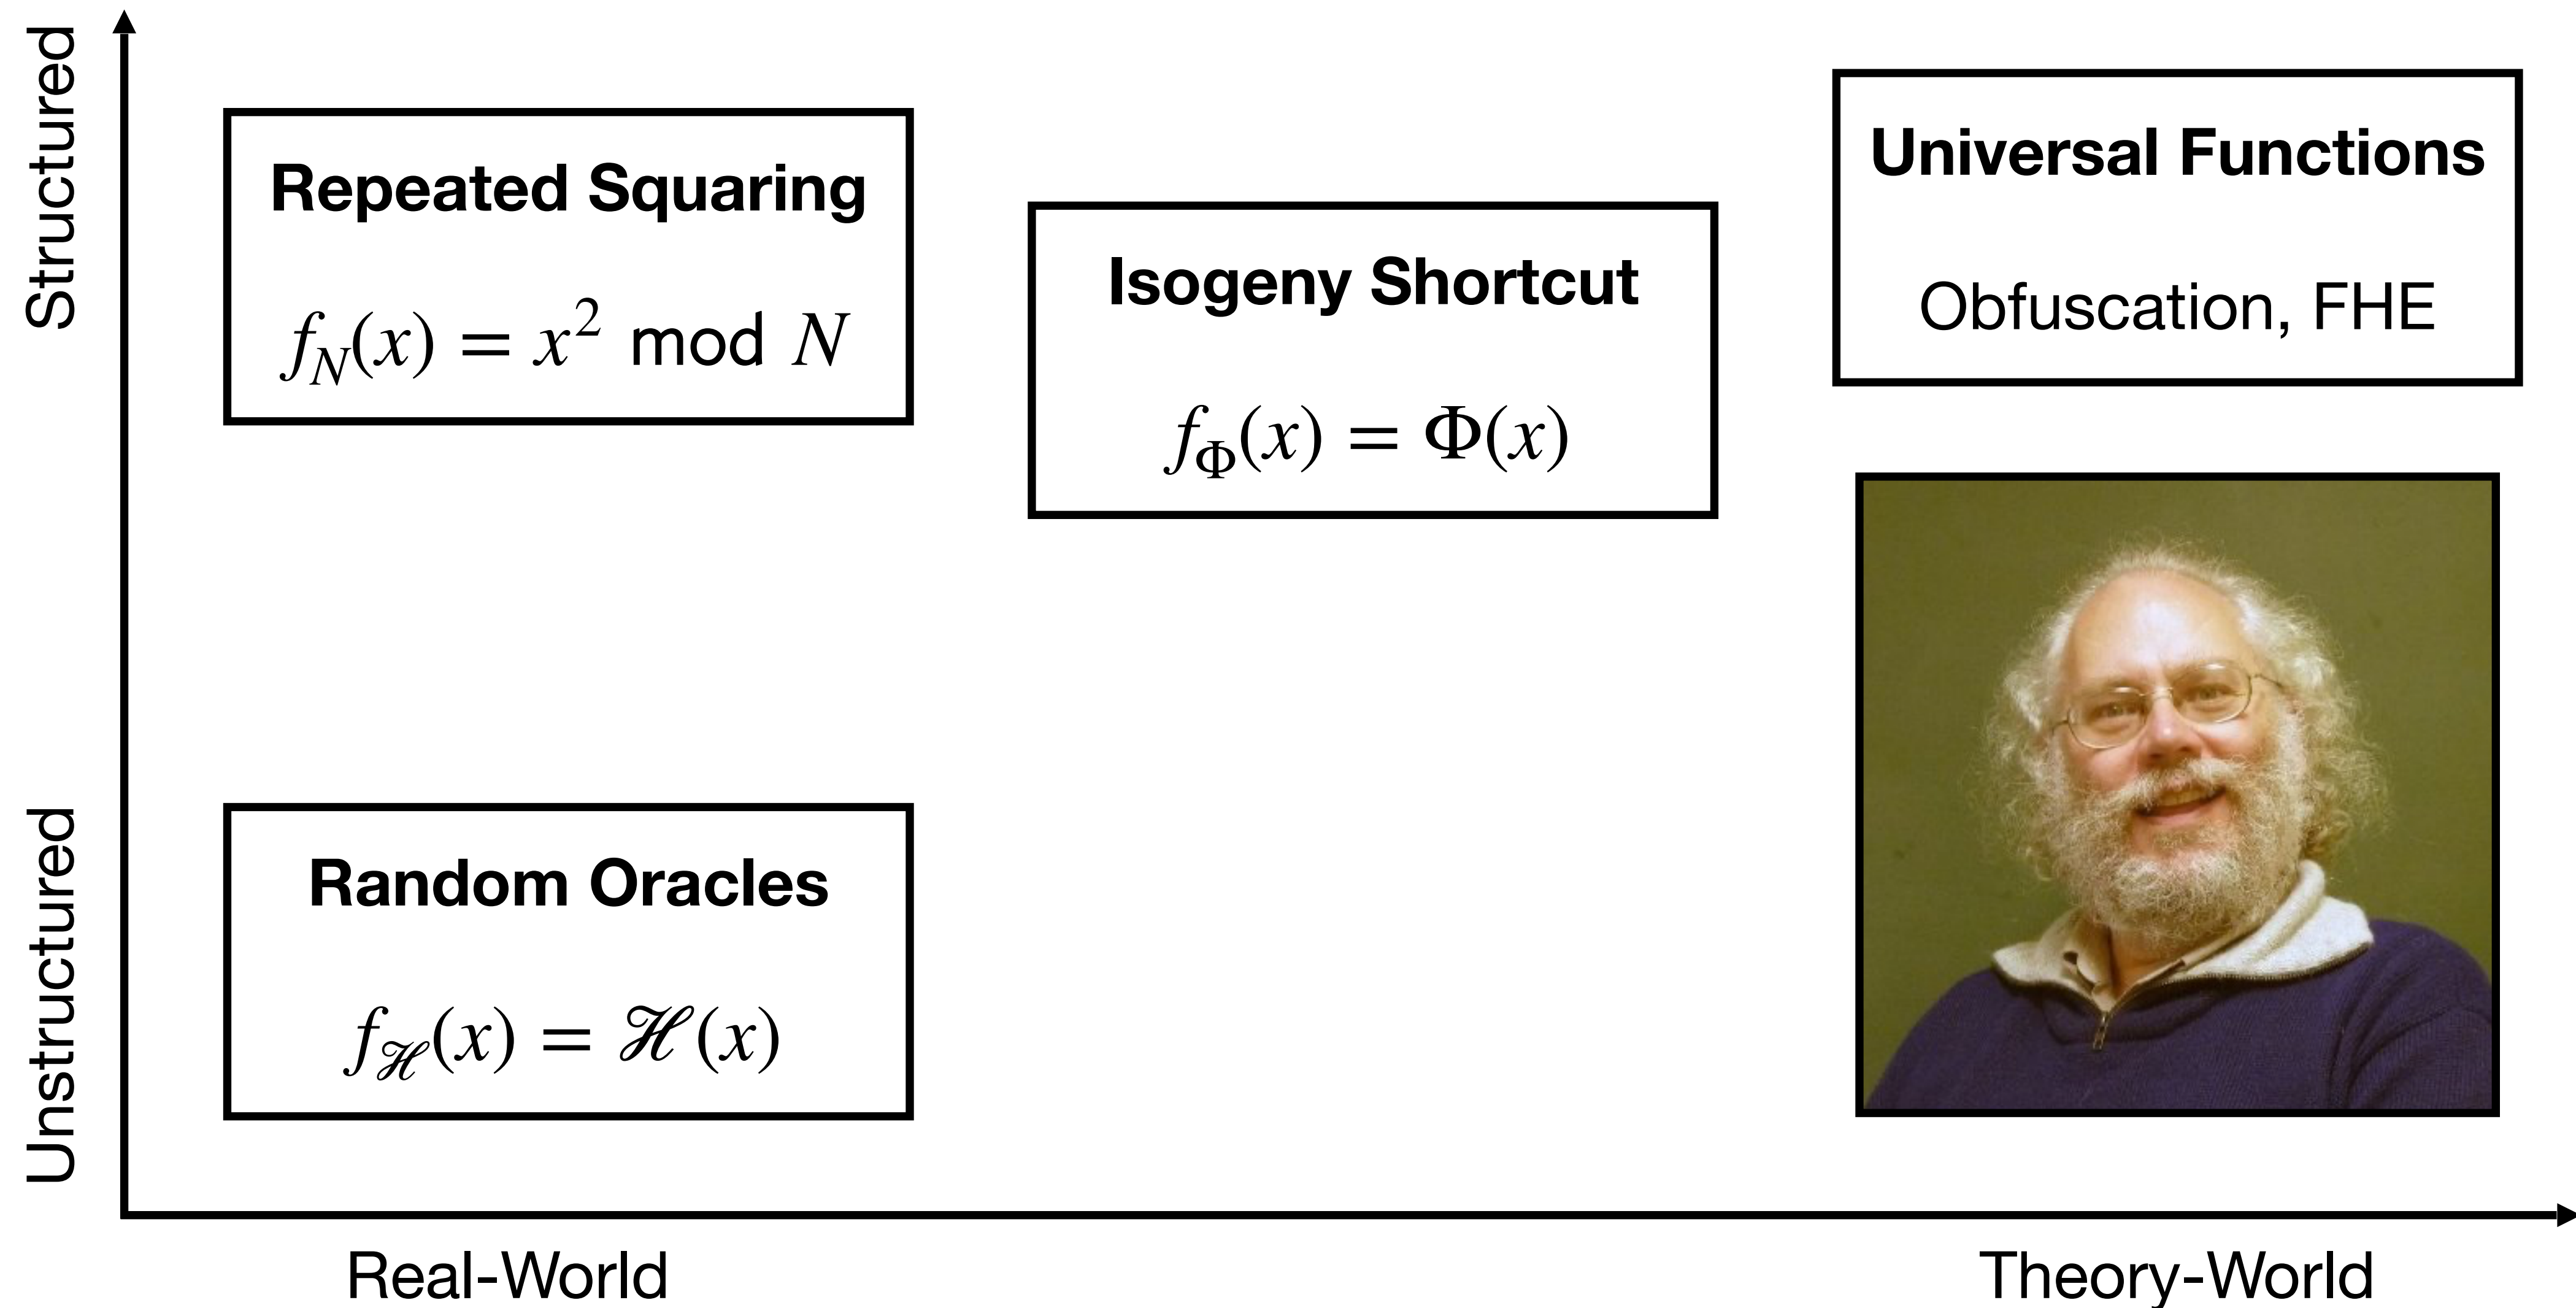 Structured
Repeated Squaring
f_N(x) = x² mod N
Isogeny Shortcut
f_Φ(x) = Φ(x)
Universal Functions
Obfuscation, FHE
Unstructured
Random Oracles
f_ℋ(x) = ℋ(x)
Real-World
Theory-World